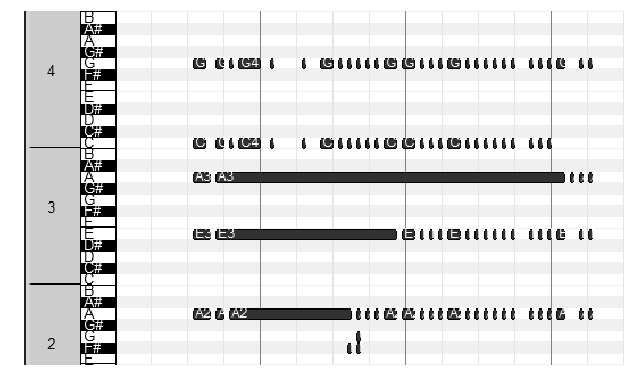 B
A#
A
G#
G G G G4 G G G G
4 F#
F
E
D#
D
C#
C C C C4 C C C C
B
A#
A A3 A3
G#
3 G
F#
F
E E3 E3 E E E
D#
D
C#
C
B
A#
A A2 A A2 A A A A
G#
G
2 F#
F